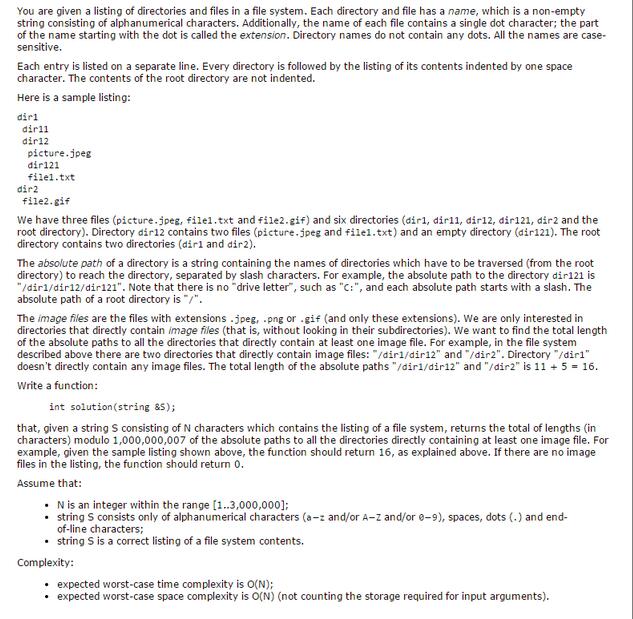 You are given a listing of directories and files in a file system. Each directory and file has a name, which is a non-empty
string consisting of alphanumerical characters. Additionally, the name of each file contains a single dot character; the part
of the name starting with the dot is called the extension. Directory names do not contain any dots. All the names are case-
sensitive.
Each entry is listed on a separate line. Every directory is followed by the listing of its contents indented by one space
character. The contents of the root directory are not indented.
Here is a sample listing:
dir1
 dir11
 dir12
  picture.jpeg
  dir121
  file1.txt
dir2
 file2.gif
We have three files (picture.jpeg, file1.txt and file2.gif) and six directories (dir1, dir11, dir12, dir121, dir2 and the
root directory). Directory dir12 contains two files (picture.jpeg and file1.txt) and an empty directory (dir121). The root
directory contains two directories (dir1 and dir2).
The absolute path of a directory is a string containing the names of directories which have to be traversed (from the root
directory) to reach the directory, separated by slash characters. For example, the absolute path to the directory dir121 is
"/dir1/dir12/dir121". Note that there is no "drive letter", such as "C:", and each absolute path starts with a slash. The
absolute path of a root directory is "/".
The image files are the files with extensions .jpeg, .png or .gif (and only these extensions). We are only interested in
directories that directly contain image files (that is, without looking in their subdirectories). We want to find the total length
of the absolute paths to all the directories that directly contain at least one image file. For example, in the file system
described above there are two directories that directly contain image files: "/dir1/dir12" and "/dir2". Directory "/dir1"
doesn't directly contain any image files. The total length of the absolute paths "/dir1/dir12" and "/dir2" is 11 + 5 = 16.
Write a function:
int solution(string &S);
that, given a string S consisting of N characters which contains the listing of a file system, returns the total of lengths (in
characters) modulo 1,000,000,007 of the absolute paths to all the directories directly containing at least one image file. For
example, given the sample listing shown above, the function should return 16, as explained above. If there are no image
files in the listing, the function should return 0.
Assume that:
• N is an integer within the range [1..3,000,000];
• string S consists only of alphanumerical characters (a-z and/or A-Z and/or 0-9), spaces, dots (.) and end-
of-line characters;
• string S is a correct listing of a file system contents.
Complexity:
• expected worst-case time complexity is O(N);
• expected worst-case space complexity is O(N) (not counting the storage required for input arguments).